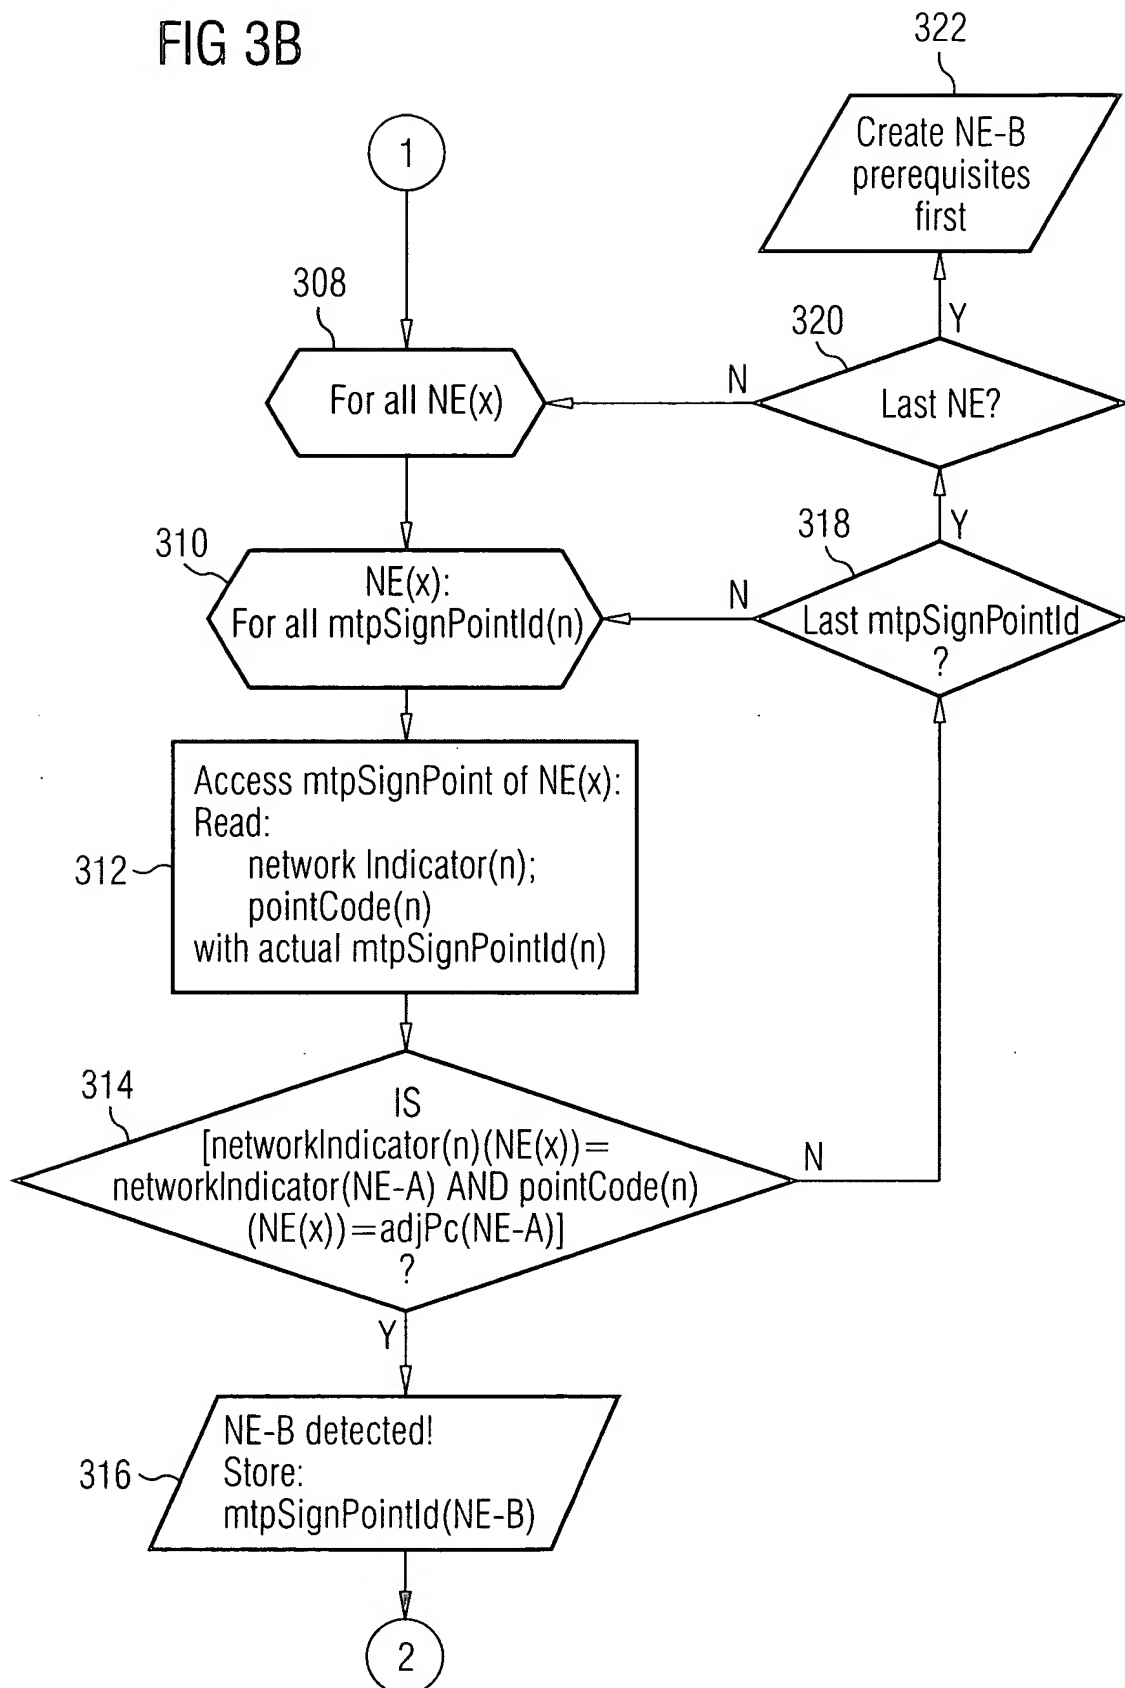 FIG 3B
322
Create NE-B
prerequisites
first
1
308
For all NE(x)
320
Y
N
Last NE?
310
NE(x):
For all mtpSignPointId(n)
318
Y
N
Last mtpSignPointId
?
312
Access mtpSignPoint of NE(x):
Read:
network Indicator(n);
pointCode(n)
with actual mtpSignPointId(n)
314
IS
[networkIndicator(n)(NE(x))=
networkIndicator(NE-A) AND pointCode(n)
(NE(x))=adjPc(NE-A)]
?
N
Y
316
NE-B detected!
Store:
mtpSignPointId(NE-B)
2